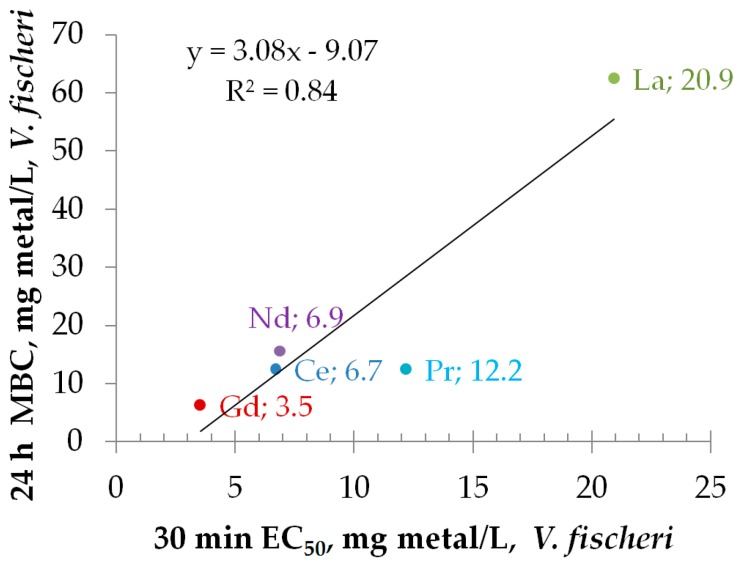 24 h MBC, mg metal/L, V. fischeri
70
60
50
40
30
20
10
0
y = 3.08x - 9.07
R² = 0.84
La; 20.9
Nd; 6.9
Ce; 6.7
Pr; 12.2
Gd; 3.5
0 5 10 15 20 25
30 min EC₅₀, mg metal/L, V. fischeri